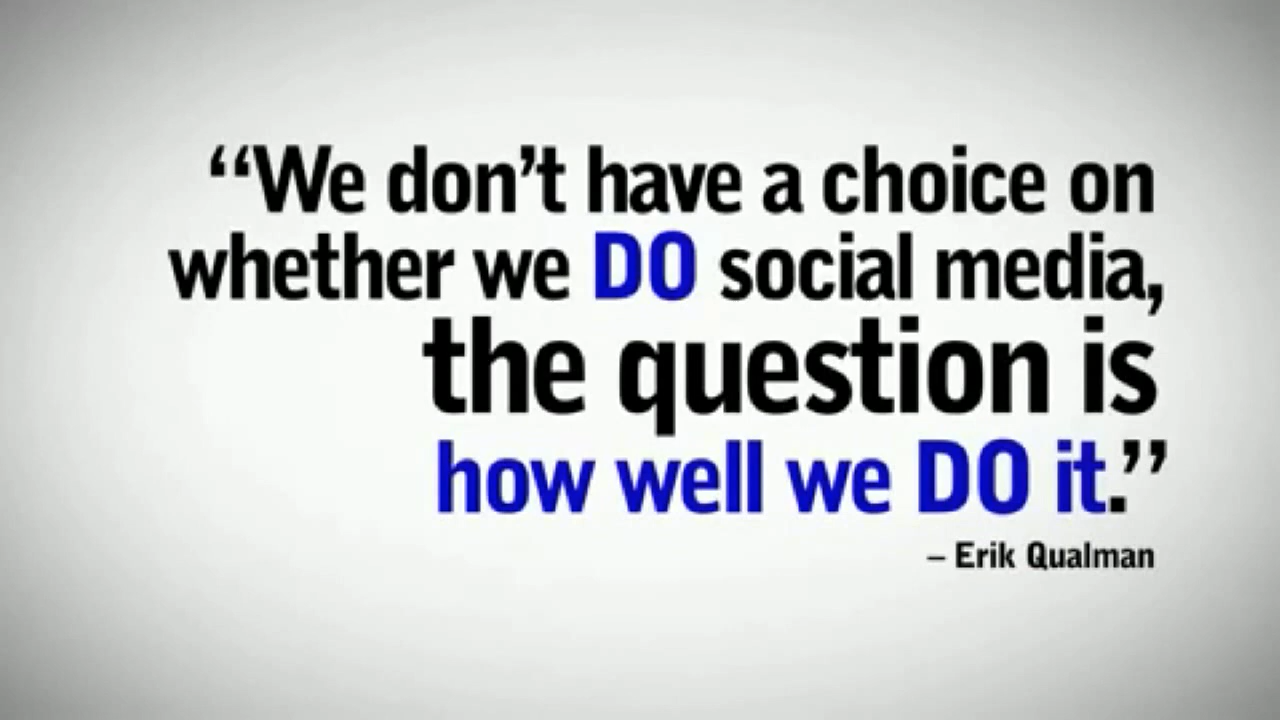 “We don’t have a choice on
whether we DO social media,
the question is
how well we DO it.”
– Erik Qualman